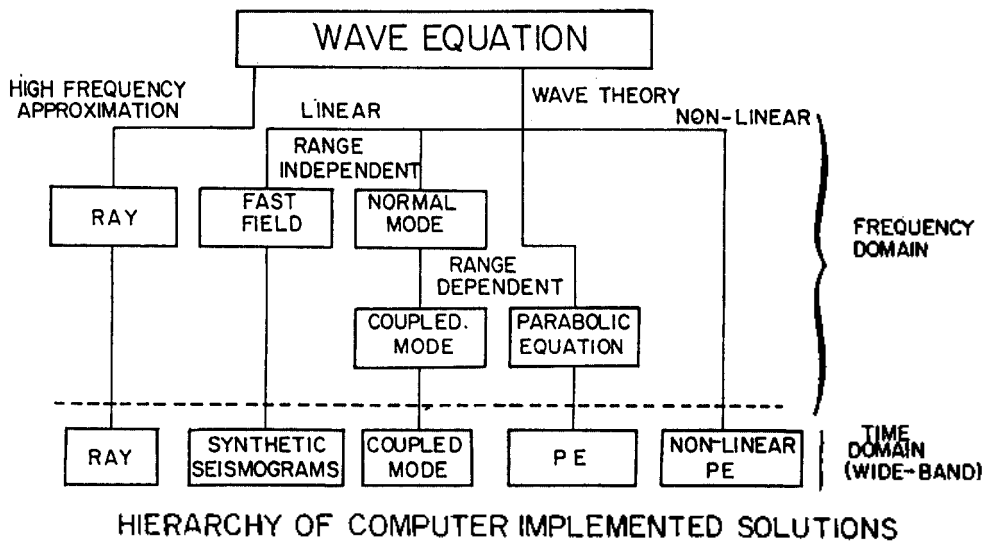 WAVE EQUATION
HIGH FREQUENCY
APPROXIMATION
LINEAR
WAVE THEORY
NON-LINEAR
RANGE
INDEPENDENT
RAY
FAST
FIELD
NORMAL
MODE
FREQUENCY
DOMAIN
RANGE
DEPENDENT
COUPLED.
MODE
PARABOLIC
EQUATION
RAY
SYNTHETIC
SEISMOGRAMS
COUPLED
MODE
PE
NON-LINEAR
PE
TIME
DOMAIN
(WIDE-BAND)
HIERARCHY OF COMPUTER IMPLEMENTED SOLUTIONS